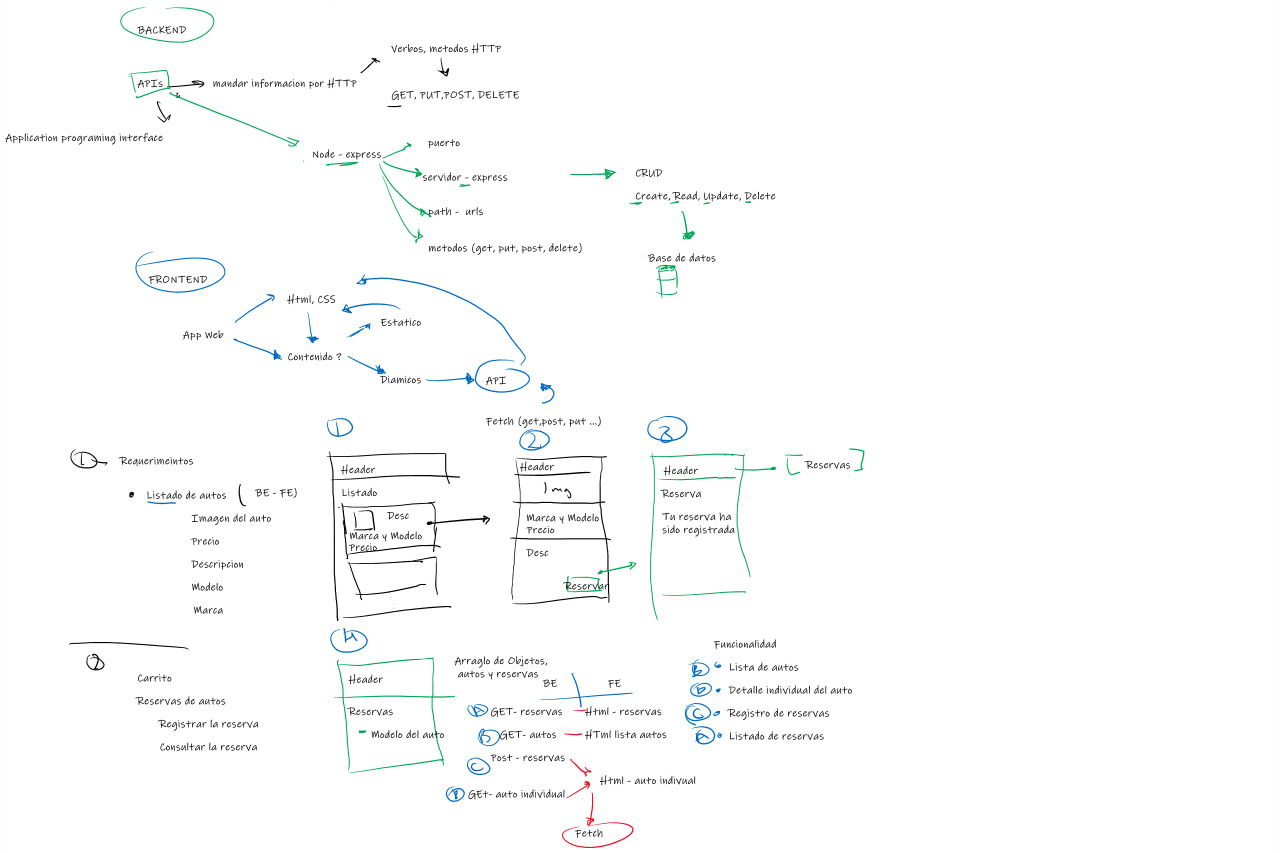 BACKEND
Verbos, metodos HTTP
APIs
mandar informacion por HTTP
GET, PUT,POST, DELETE
Application programing interface
Node - express
puerto
servidor - express
path - urls
metodos (get, put, post, delete)
CRUD
Create, Read, Update, Delete
Base de datos
FRONTEND
Html, CSS
App Web
Estatico
Contenido ?
Diamicos
API
Fetch (get,post, put ...)
1
Requerimeintos
Listado de autos ( BE - FE)
Imagen del auto
Precio
Descripcion
Modelo
Marca
1
Header
Listado
Desc
Marca y Modelo
Precio
2
Header
Img
Marca y Modelo
Precio
Desc
Reservar
3
Header
[ Reservas ]
Reserva
Tu reserva ha
sido registrada
2
Carrito
Reservas de autos
Registrar la reserva
Consultar la reserva
4
Header
Reservas
Modelo del auto
Arraglo de Objetos,
autos y reservas
BE FE
A GET- reservas Html - reservas
B GET- autos HTml lista autos
C Post - reservas
Html - auto indivual
D GEt- auto individual
Fetch
Funcionalidad
B Lista de autos
D Detalle individual del auto
C Registro de reservas
A Listado de reservas